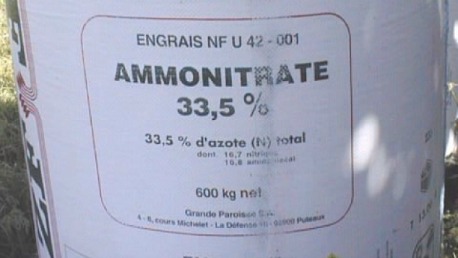 ENGRAIS NF U 42 - 001
AMMONITRATE
33,5 %
33,5 % d'azote (N) total
dont 16,7 nitrique
16,8 ammoniacal
600 kg net
Grande Paroisse S.A.
4 - 8, cours Michelet - La Défense 10 - 92800 Puteaux